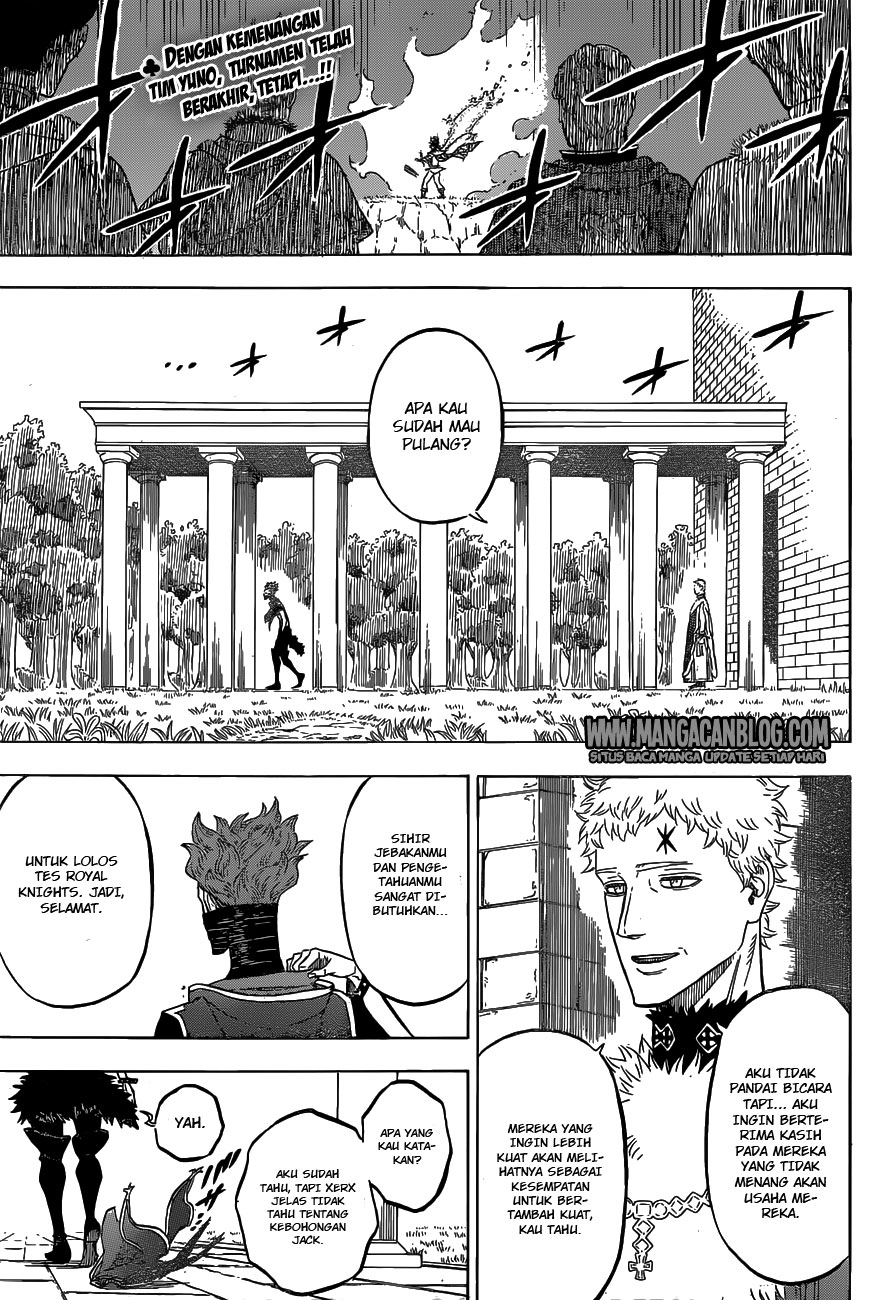 ♣ DENGAN KEMENANGAN
TIM YUNO, TURNAMEN TELAH
BERAKHIR, TETAPI...!!
...
APA KAU
SUDAH MAU
PULANG?
WWW.MANGACANBLOG.COM
SITUS BACA MANGA UPDATE SETIAP HARI
AKU TIDAK
PANDAI BICARA
TAPI... AKU
INGIN BERTE-
RIMA KASIH
PADA MEREKA
YANG TIDAK
MENANG AKAN
USAHA ME-
REKA.
MEREKA YANG
INGIN LEBIH
KUAT AKAN MELI-
HATNYA SEBAGAI
KESEMPATAN
UNTUK BER-
TAMBAH KUAT,
KAU TAHU.
SIHIR
JEBAKANMU
DAN PENGE-
TAHUANMU
SANGAT DI-
BUTUHKAN...
UNTUK LOLOS
TES ROYAL
KNIGHTS. JADI,
SELAMAT.
APA YANG
KAU KATA-
KAN?
AKU SUDAH
TAHU, TAPI XERX
JELAS TIDAK
TAHU TENTANG
KEBOHONGAN
JACK.
YAH.